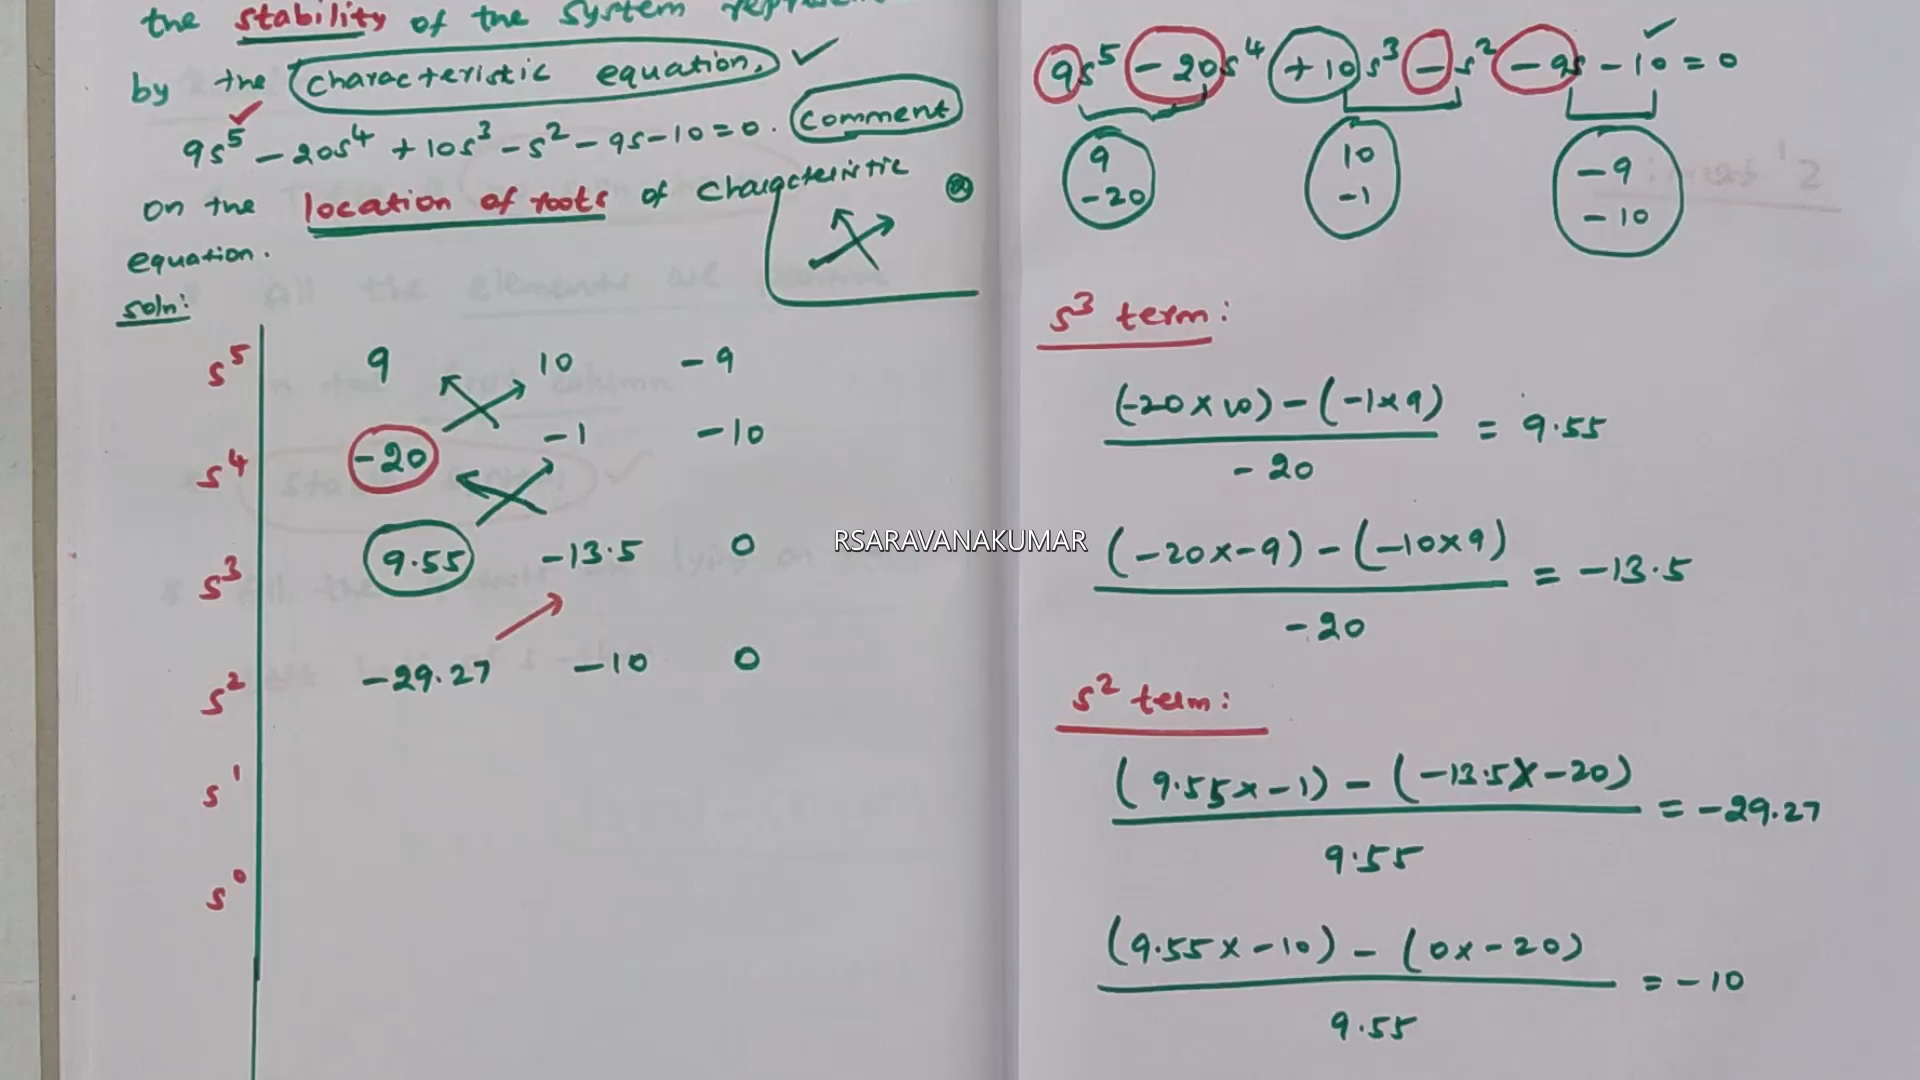 the stability of the system
by the characteristic equation.
9s⁵ - 20s⁴ + 10s³ - s² - 9s - 10 = 0. comment
on the location of roots of characteristic
equation.
soln:
s⁵ 9 10 -9
s⁴ -20 -1 -10
s³ 9.55 -13.5 0
s² -29.27 -10 0
s¹
s⁰
9s⁵ - 20s⁴ + 10s³ - s² - 9s - 10 = 0
9 10 -9
-20 -1 -10
s³ term:
(-20 x 10) - (-1 x 9)
= 9.55
-20
(-20 x -9) - (-10 x 9)
= -13.5
-20
s² term:
(9.55 x -1) - (-13.5 x -20)
= -29.27
9.55
(9.55 x -10) - (0 x -20)
= -10
9.55
RSARAVANAKUMAR